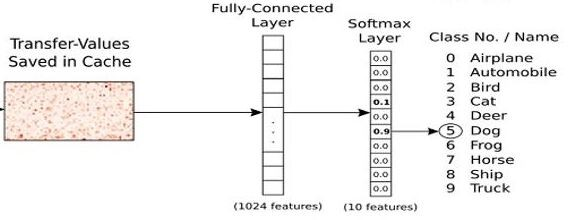 Transfer-Values
Saved in Cache
Fully-Connected
Layer
(1024 features)
Softmax
Layer
0.0
0.0
0.0
0.1
0.0
0.9
0.0
0.0
0.0
0.0
(10 features)
Class No. / Name
0 Airplane
1 Automobile
2 Bird
3 Cat
4 Deer
5 Dog
6 Frog
7 Horse
8 Ship
9 Truck